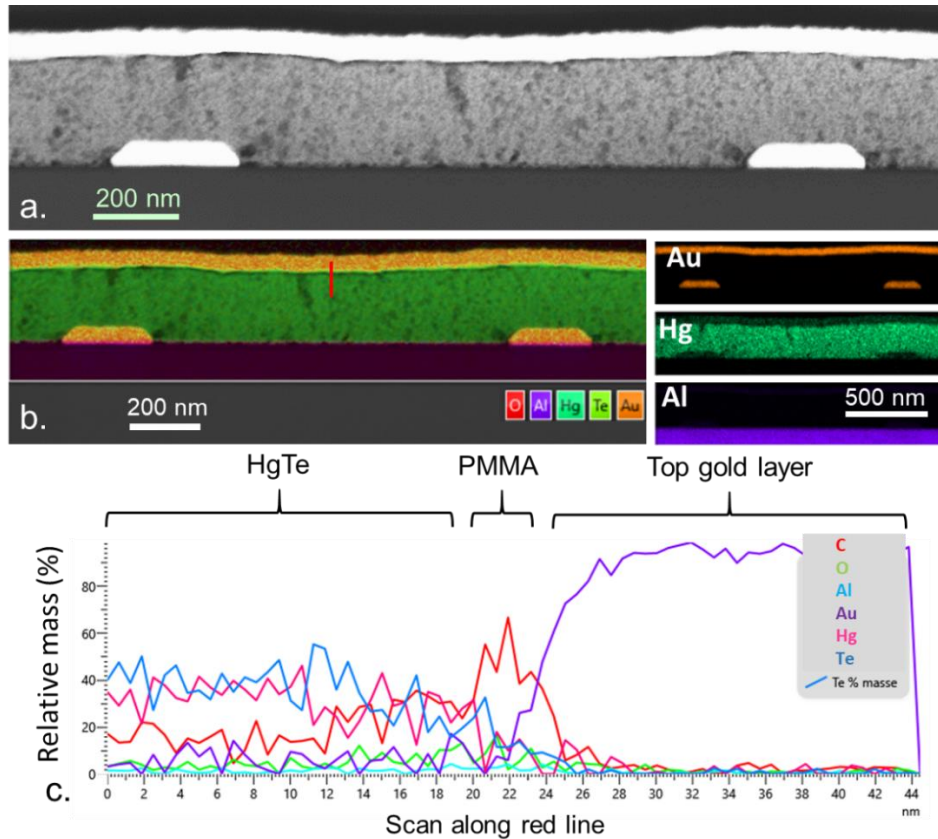 200 nm
a.
Au
Hg
Al
500 nm
b.
200 nm
O Al Hg Te Au
HgTe
PMMA
Top gold layer
Relative mass (%)
80
60
40
20
0
C
O
Al
Au
Hg
Te
Te % masse
c.
0 2 4 6 8 10 12 14 16 18 20 22 24 26 28 30 32 34 36 38 40 42 44
nm
Scan along red line